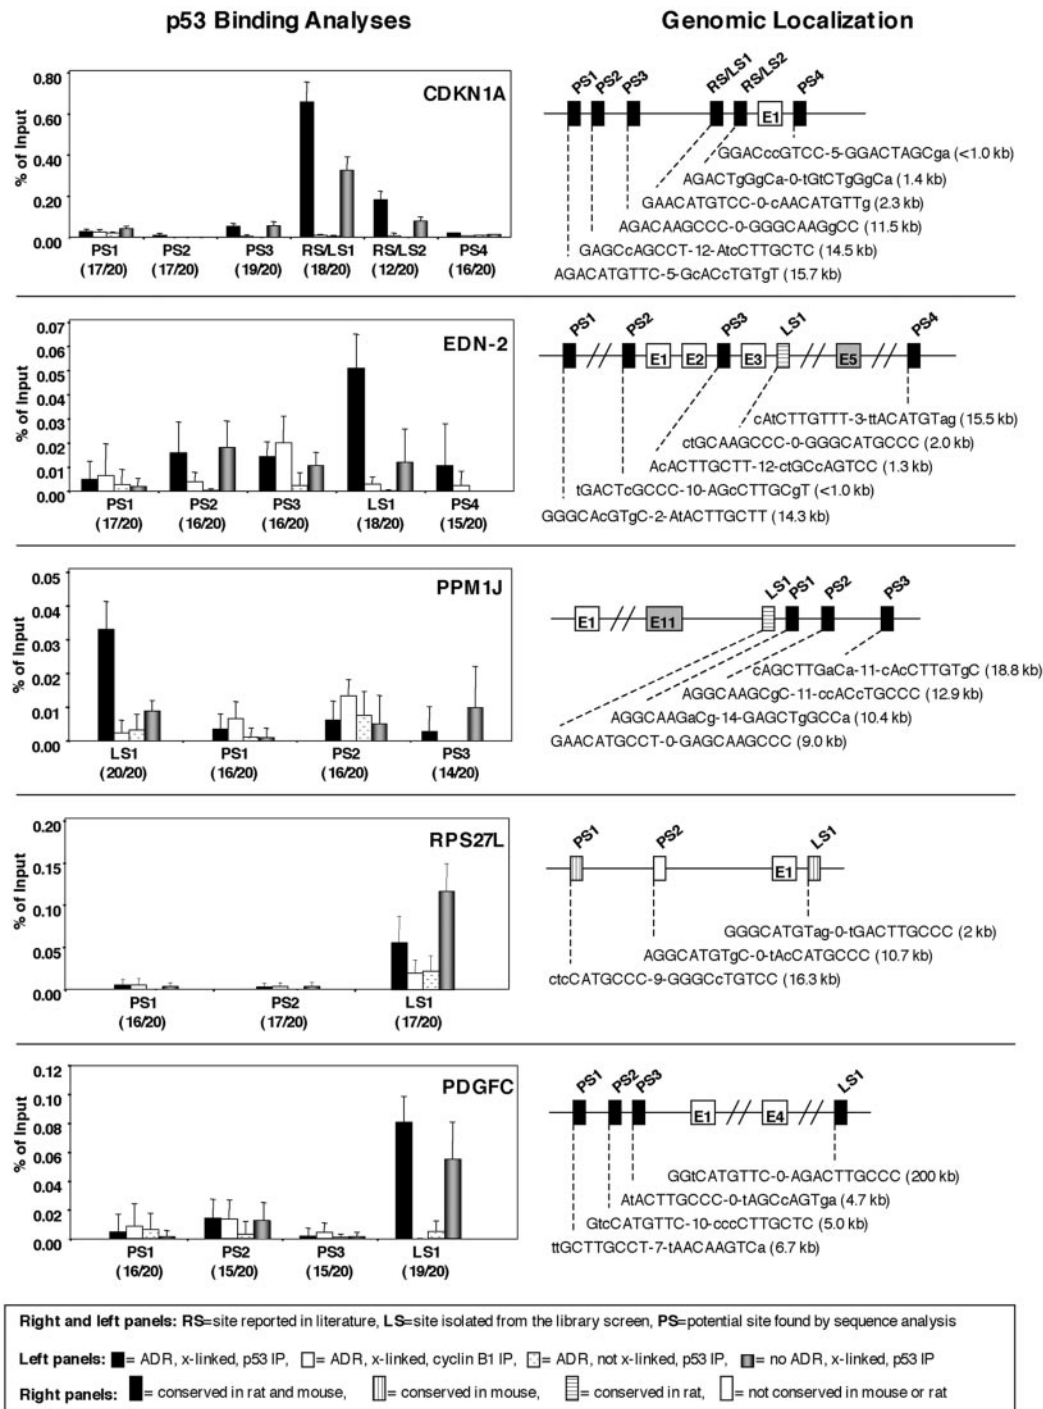 p53 Binding Analyses
Genomic Localization
CDKN1A
% of Input
0.80
0.60
0.40
0.20
0.00
PS1 PS2 PS3 RS/LS1 RS/LS2 PS4
(17/20) (17/20) (19/20) (18/20) (12/20) (16/20)
PS1 PS2 PS3 RS/LS1 RS/LS2 PS4
E1
GGACccGTCC-5-GGACTAGCga (<1.0 kb)
AGACTgGgCa-0-tGtCTgGgCa (1.4 kb)
GAACATGTCC-0-cAACATGTTg (2.3 kb)
AGACAAGCCC-0-GGGCAAGgCC (11.5 kb)
GAGCcAGCCT-12-AtcCTTGCTC (14.5 kb)
AGACATGTTC-5-GcACcTGTgT (15.7 kb)
EDN-2
% of Input
0.07
0.06
0.05
0.04
0.03
0.02
0.01
0.00
PS1 PS2 PS3 LS1 PS4
(17/20) (16/20) (16/20) (18/20) (15/20)
PS1 PS2 PS3 LS1 PS4
E1 E2 E3 E5
cAtCTTGTTT-3-ttACATGTag (15.5 kb)
ctGCAAGCCC-0-GGGCATGCCC (2.0 kb)
AcACTTGCTT-12-ctGCcAGTCC (1.3 kb)
tGACTcGCCC-10-AGcCTTGCgT (<1.0 kb)
GGGCAcGTgC-2-AtACTTGCTT (14.3 kb)
PPM1J
% of Input
0.05
0.04
0.03
0.02
0.01
0.00
LS1 PS1 PS2 PS3
(20/20) (16/20) (16/20) (14/20)
LS1 PS1 PS2 PS3
E1 E11
cAGCTTGaCa-11-cAcCTTGTgC (18.8 kb)
AGGCAAGCgC-11-ccACcTGCCC (12.9 kb)
AGGCAAGaCg-14-GAGCTgGCCa (10.4 kb)
GAACATGCCT-0-GAGCAAGCCC (9.0 kb)
RPS27L
% of Input
0.20
0.15
0.10
0.05
0.00
PS1 PS2 LS1
(16/20) (17/20) (17/20)
PS1 PS2 LS1
E1
GGGCATGTag-0-tGACTTGCCC (2 kb)
AGGCATGTgC-0-tAcCATGCCC (10.7 kb)
ctcCATGCCC-9-GGGCcTGTCC (16.3 kb)
PDGFC
% of Input
0.12
0.10
0.08
0.06
0.04
0.02
0.00
PS1 PS2 PS3 LS1
(16/20) (15/20) (15/20) (19/20)
PS1 PS2 PS3 LS1
E1 E4
GGtCATGTTC-0-AGACTTGCCC (200 kb)
AtACTTGCCC-0-tAGCcAGTga (4.7 kb)
GtcCATGTTC-10-cccCTTGCTC (5.0 kb)
ttGCTTGCCT-7-tAACAAGTCa (6.7 kb)
Right and left panels: RS=site reported in literature, LS=site isolated from the library screen, PS=potential site found by sequence analysis
Left panels: = ADR, x-linked, p53 IP, = ADR, x-linked, cyclin B1 IP, = ADR, not x-linked, p53 IP, = no ADR, x-linked, p53 IP
Right panels: = conserved in rat and mouse, = conserved in mouse, = conserved in rat, = not conserved in mouse or rat